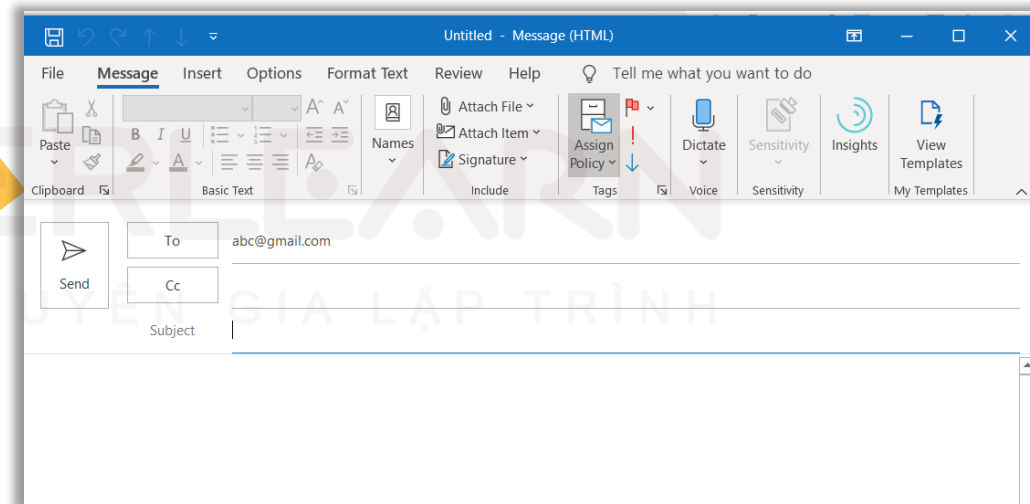 Untitled - Message (HTML)
File Message Insert Options Format Text Review Help Tell me what you want to do
Paste
B I U
A
A^ A˅
Names
Attach File
Attach Item
Signature
Assign Policy
Dictate
Sensitivity
Insights
View Templates
Clipboard Basic Text Include Tags Voice Sensitivity My Templates
ERLEARN
To abc@gmail.com
Send
Cc
UYÊN GIA LẬP TRÌNH
Subject